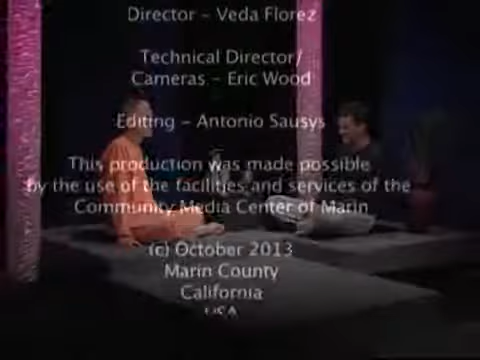 Director – Veda Florez
Technical Director/
Cameras – Eric Wood
Editing – Antonio Sausys
This production was made possible
by the use of the facilities and services of the
Community Media Center of Marin
(c) October 2013
Marin County
California
USA